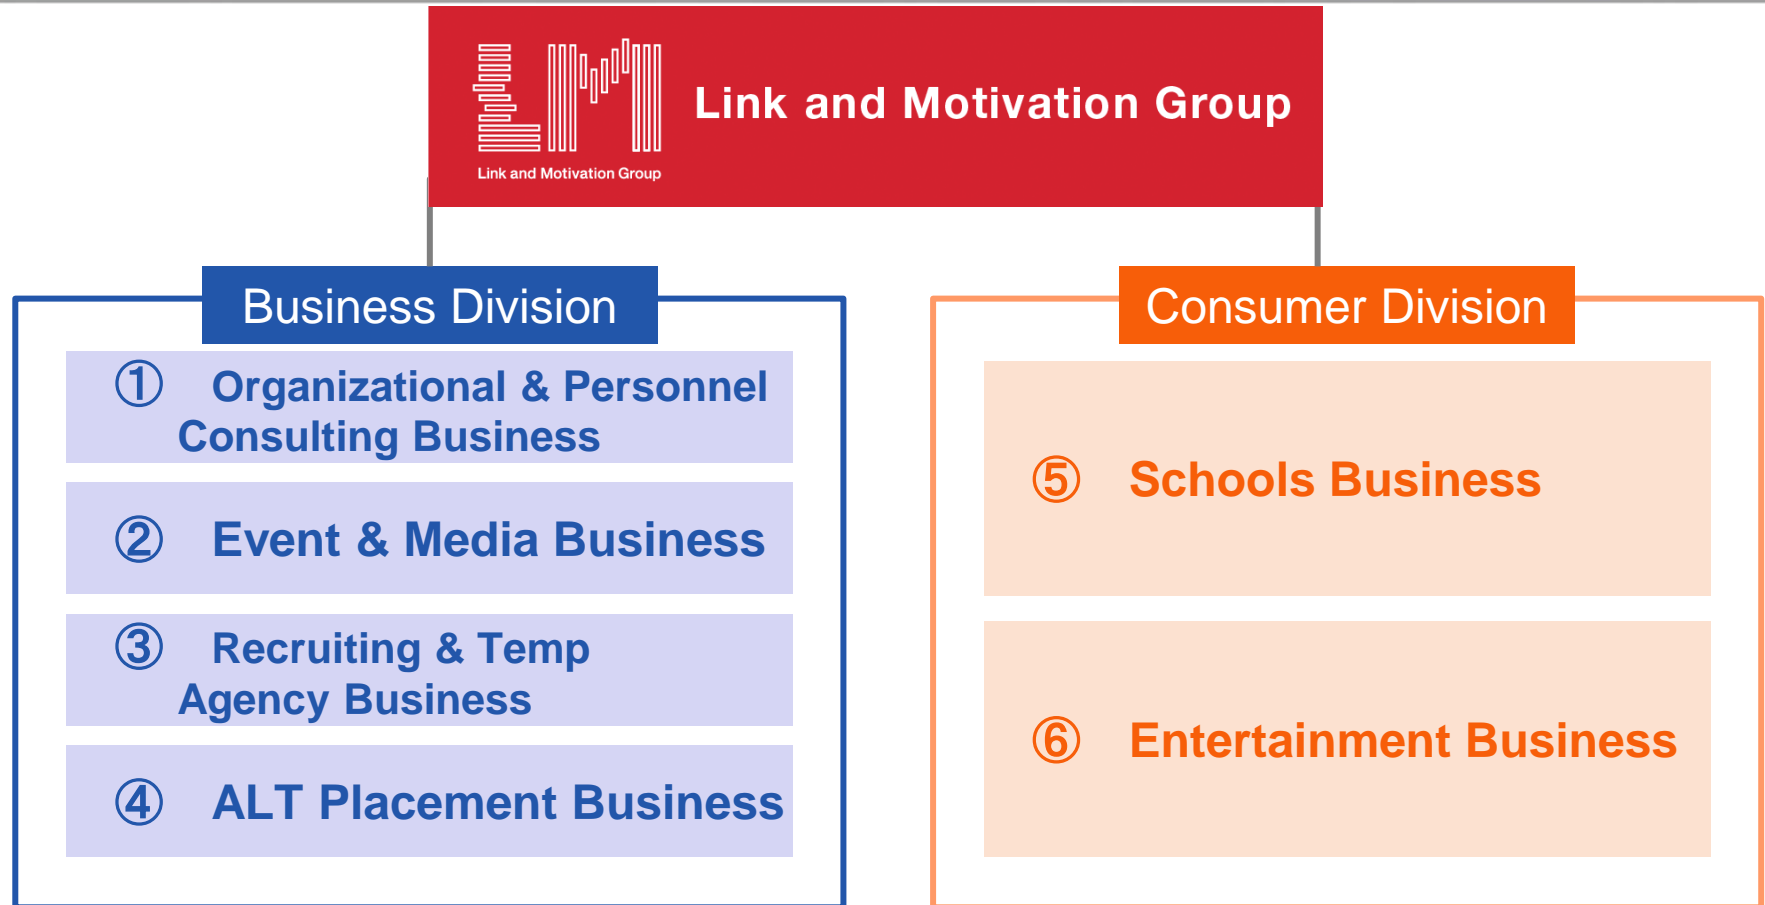 LM
Link and Motivation Group
Link and Motivation Group
Business Division
① Organizational & Personnel
Consulting Business
② Event & Media Business
③ Recruiting & Temp
Agency Business
④ ALT Placement Business
Consumer Division
⑤ Schools Business
⑥ Entertainment Business